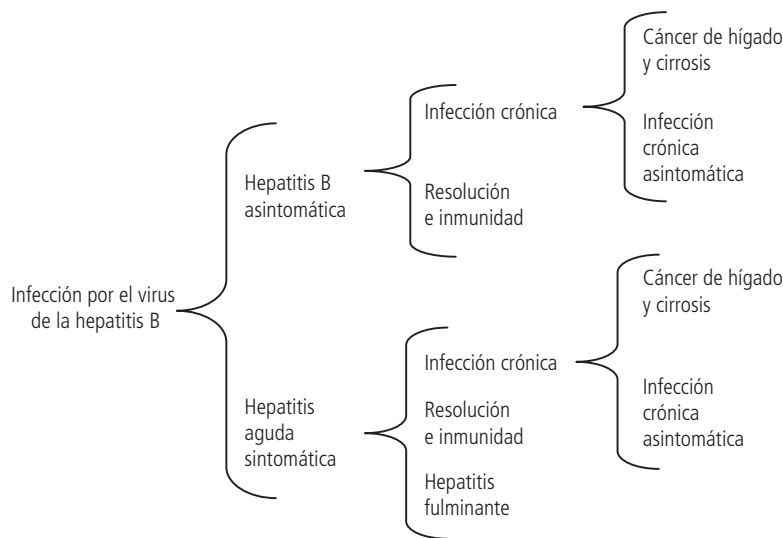 Infección por el virus
de la hepatitis B
Hepatitis B
asintomática
Infección crónica
Cáncer de hígado
y cirrosis
Infección
crónica
asintomática
Resolución
e inmunidad
Hepatitis
aguda
sintomática
Infección crónica
Cáncer de hígado
y cirrosis
Infección
crónica
asintomática
Resolución
e inmunidad
Hepatitis
fulminante